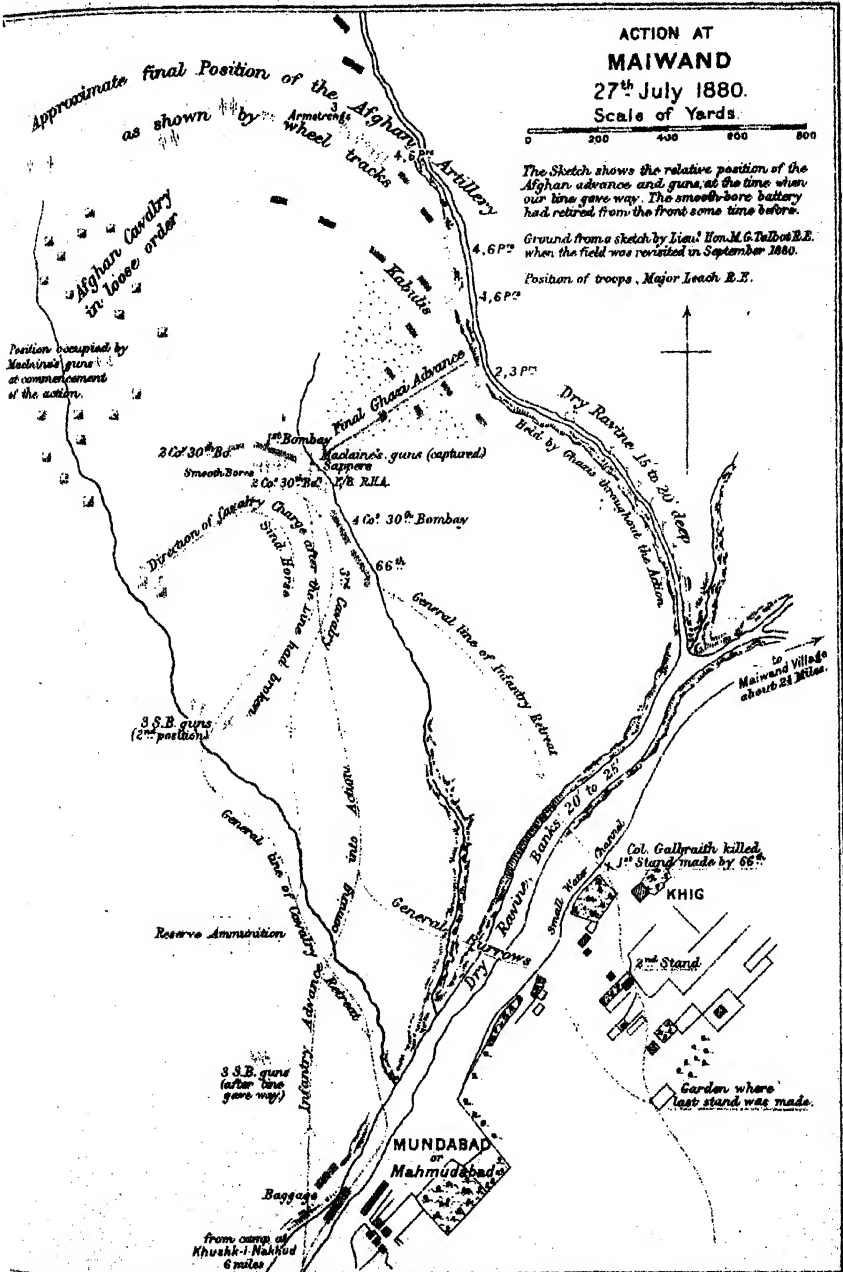 ACTION AT
MAIWAND
27th July 1880.
Scale of Yards.
0 200 400 600 800
The Sketch shows the relative position of the
Afghan advance and guns, at the time when
our line gave way. The smooth-bore battery
had retired from the front some time before.
Ground from a sketch by Lieut. Hon. M.G. Talbot R.E.
when the field was revisited in September 1880.
Position of troops, Major Leach R.E.
Approximate final Position of the Afghan Artillery
as shown by wheel tracks
3
Armstrongs
4, 6 Prs
4, 6 Prs
4, 6 Prs
2, 3 Prs
Afghan Cavalry
in loose order
Kabulis
Position occupied by
Maclaine's guns
at commencement
of the action.
Final Ghazi Advance
Dry Ravine 15' to 20' deep
Held by Ghazis throughout the Action
1st Bombay
2 Cos. 30th Bo.
Maclaine's guns (captured)
Sappers
Smooth Bores
2 Cos. 30th Bo.
E/B R.H.A.
4 Cos. 30th Bombay
66th
Direction of Cavalry Charge after the line had broken.
Sind Horse
3rd Cavalry
General line of Infantry Retreat
to
Maiwand Village
about 2½ Miles.
3 S.B. guns
(2nd position)
General line of Cavalry Retreat
Infantry Advance coming into Action
Reserve Ammunition
General Burrows
Dry Ravine, Banks 20' to 25'
Small Water Channel
Col. Galbraith killed
1st Stand made by 66th
KHIG
2nd Stand
3 S.B. guns
(after line
gave way.)
Garden where
last stand was made.
MUNDABAD
or
Mahmudabad
Baggage
from camp at
Khushk-i-Nakhud
6 miles